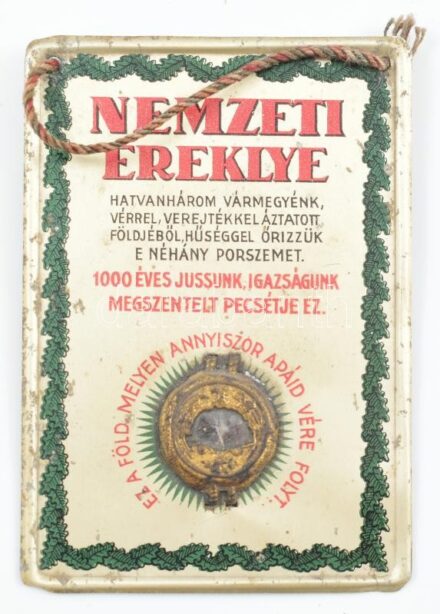 NEMZETI
EREKLYE
HATVANHÁROM VÁRMEGYÉNK,
VÉRREL, VEREJTÉKKEL ÁZTATOTT
FÖLDJÉBŐL, HŰSÉGGEL ŐRIZZÜK
E NÉHÁNY PORSZEMET.
1000 ÉVES JUSSUNK, IGAZSÁGUNK
MEGSZENTELT PECSÉTJE EZ.
EZ A FÖLD, MELYEN ANNYISZOR APÁID VÉRE FOLYT...